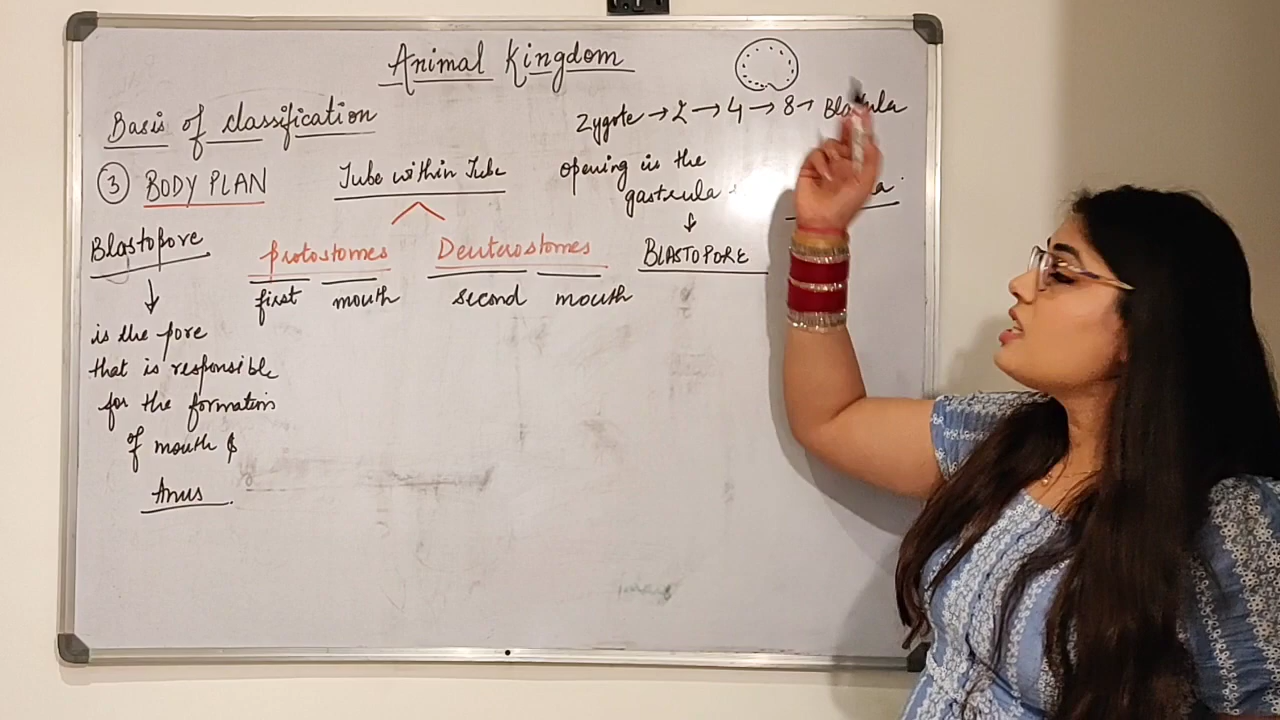 Animal Kingdom
Basis of classification
Zygote → 2 → 4 → 8 → Blastula
③ BODY PLAN
Tube within Tube
opening in the
gastrula
BLASTOPORE
Blastopore
Protostomes
Deuterostomes
first mouth
second mouth
is the pore
that is responsible
for the formation
of mouth &
Anus